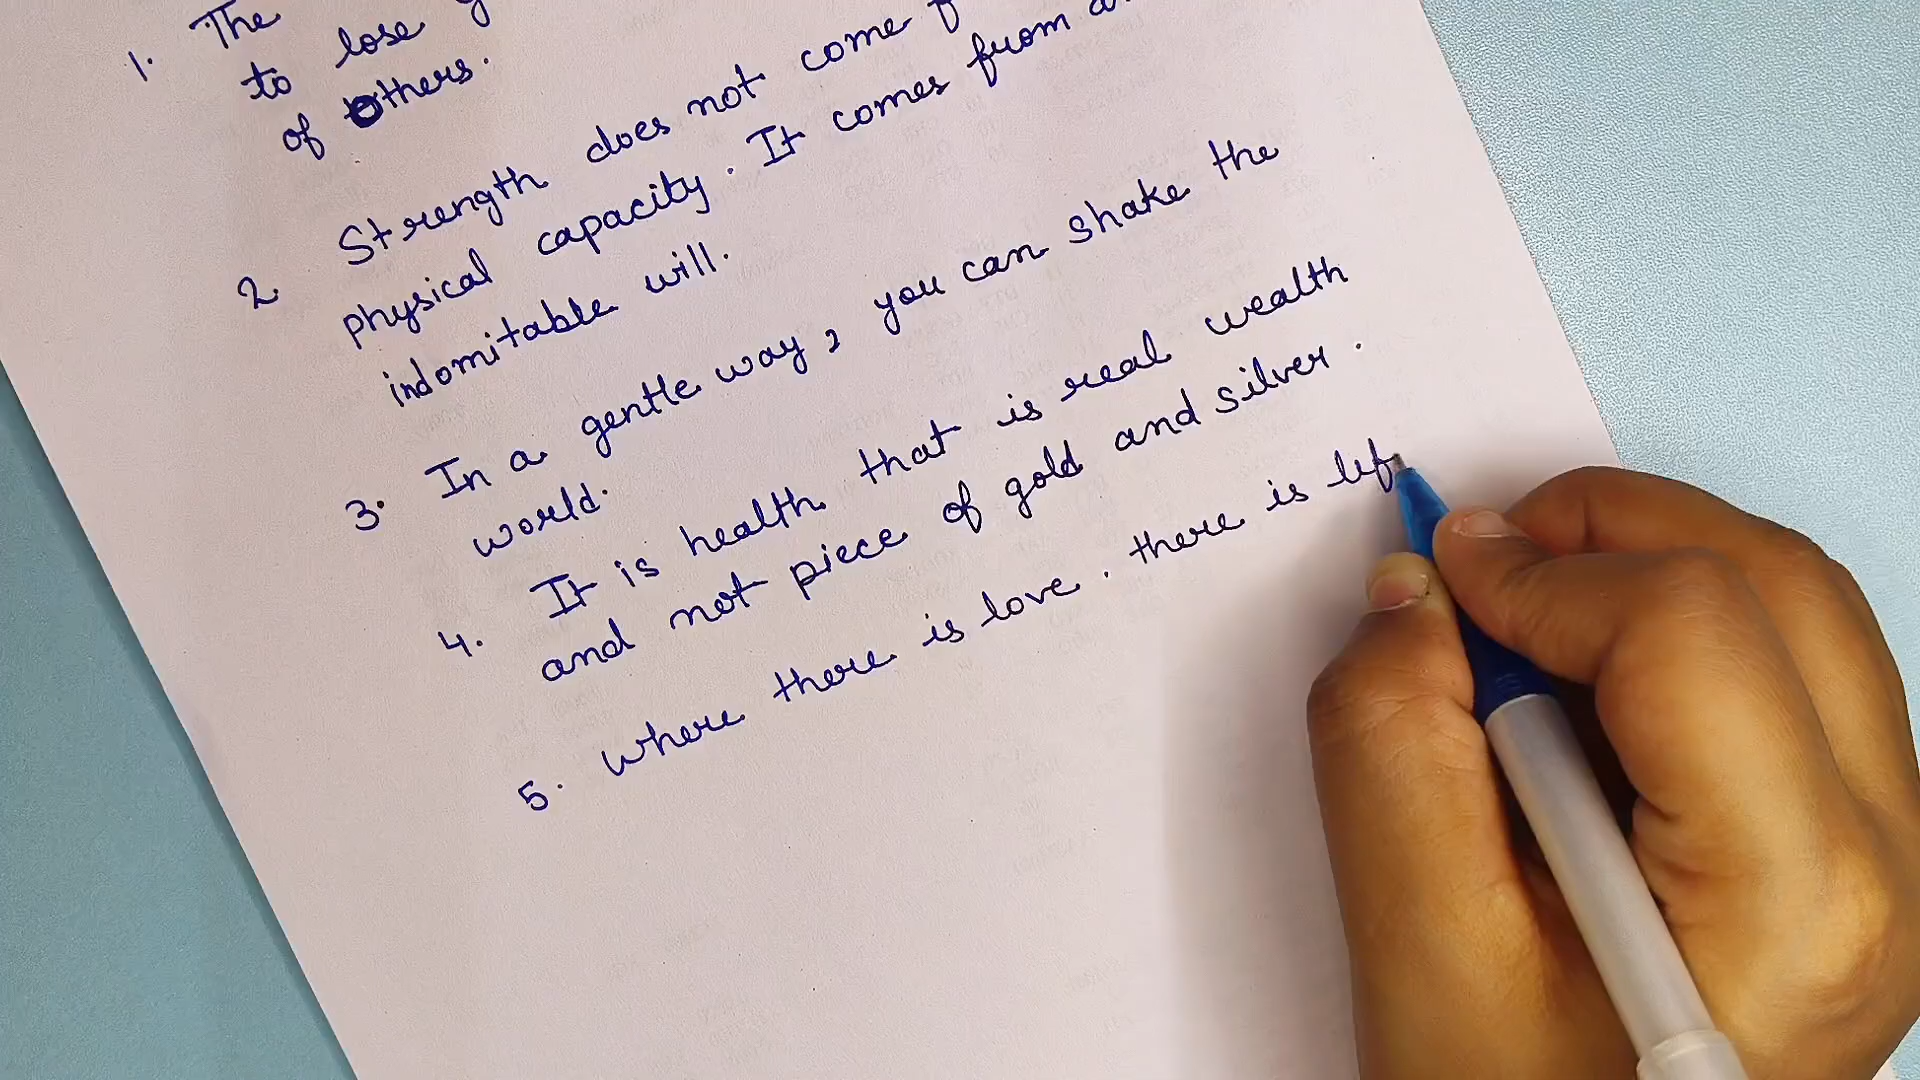 1. The
to lose
of others.
2. Strength does not come
physical capacity. It comes from
indomitable will.
3. In a gentle way, you can shake the
world.
4. It is health that is real wealth
and not piece of gold and silver.
5. where there is love. there is lif